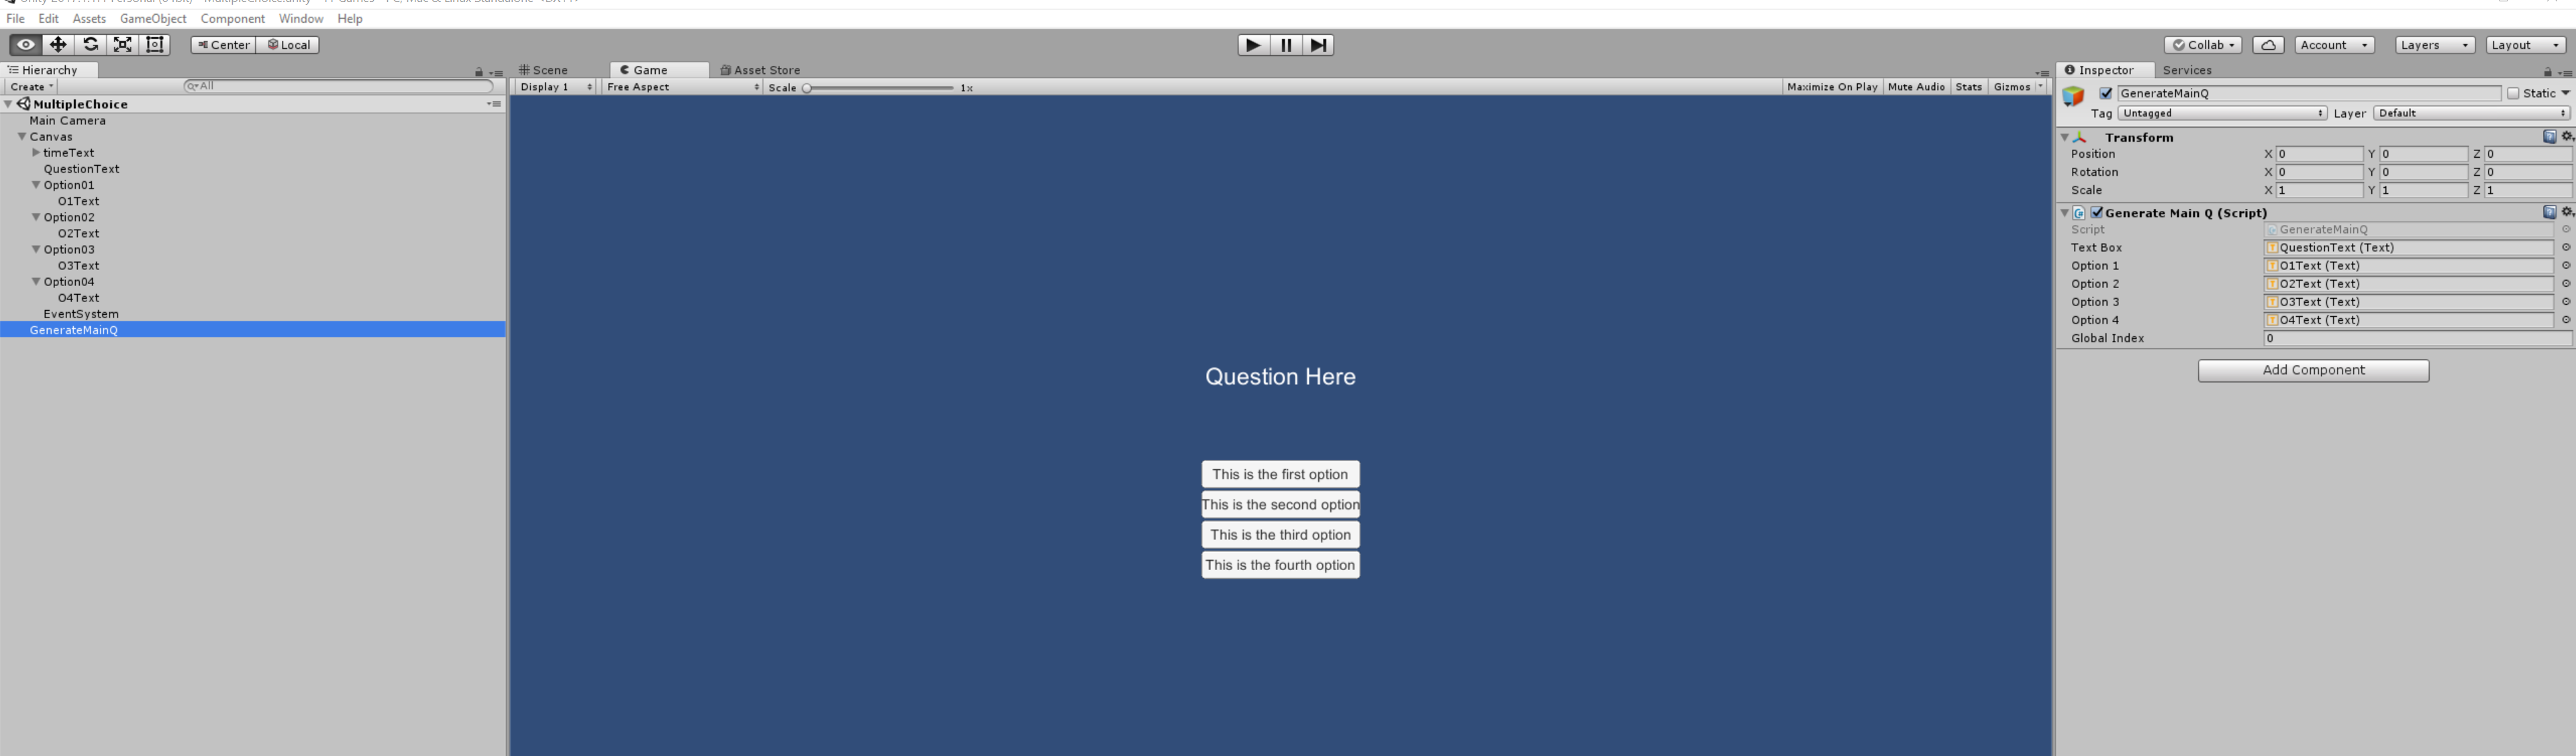 File Edit Assets GameObject Component Window Help
Center Local Collab Account Layers Layout
Hierarchy
Create All
MultipleChoice
Main Camera
Canvas
timeText
QuestionText
Option01
O1Text
Option02
O2Text
Option03
O3Text
Option04
O4Text
EventSystem
GenerateMainQ
Scene Game Asset Store
Display 1 Free Aspect Scale 1x Maximize On Play Mute Audio Stats Gizmos
Question Here
This is the first option
This is the second option
This is the third option
This is the fourth option
Inspector Services
GenerateMainQ Static
Tag Untagged Layer Default
Transform
Position X 0 Y 0 Z 0
Rotation X 0 Y 0 Z 0
Scale X 1 Y 1 Z 1
Generate Main Q (Script)
Script GenerateMainQ
Text Box QuestionText (Text)
Option 1 O1Text (Text)
Option 2 O2Text (Text)
Option 3 O3Text (Text)
Option 4 O4Text (Text)
Global Index 0
Add Component